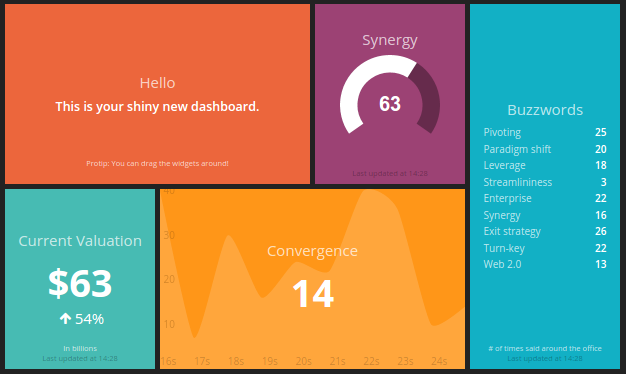 Hello
This is your shiny new dashboard.
Protip: You can drag the widgets around!
Synergy
63
Last updated at 14:28
Buzzwords
Pivoting 25
Paradigm shift 20
Leverage 18
Streamlininess 3
Enterprise 22
Synergy 16
Exit strategy 26
Turn-key 22
Web 2.0 13
# of times said around the office
Last updated at 14:28
Current Valuation
$63
54%
In billions
Last updated at 14:28
Convergence
14
40
30
20
10
16s 17s 18s 19s 20s 21s 22s 23s 24s